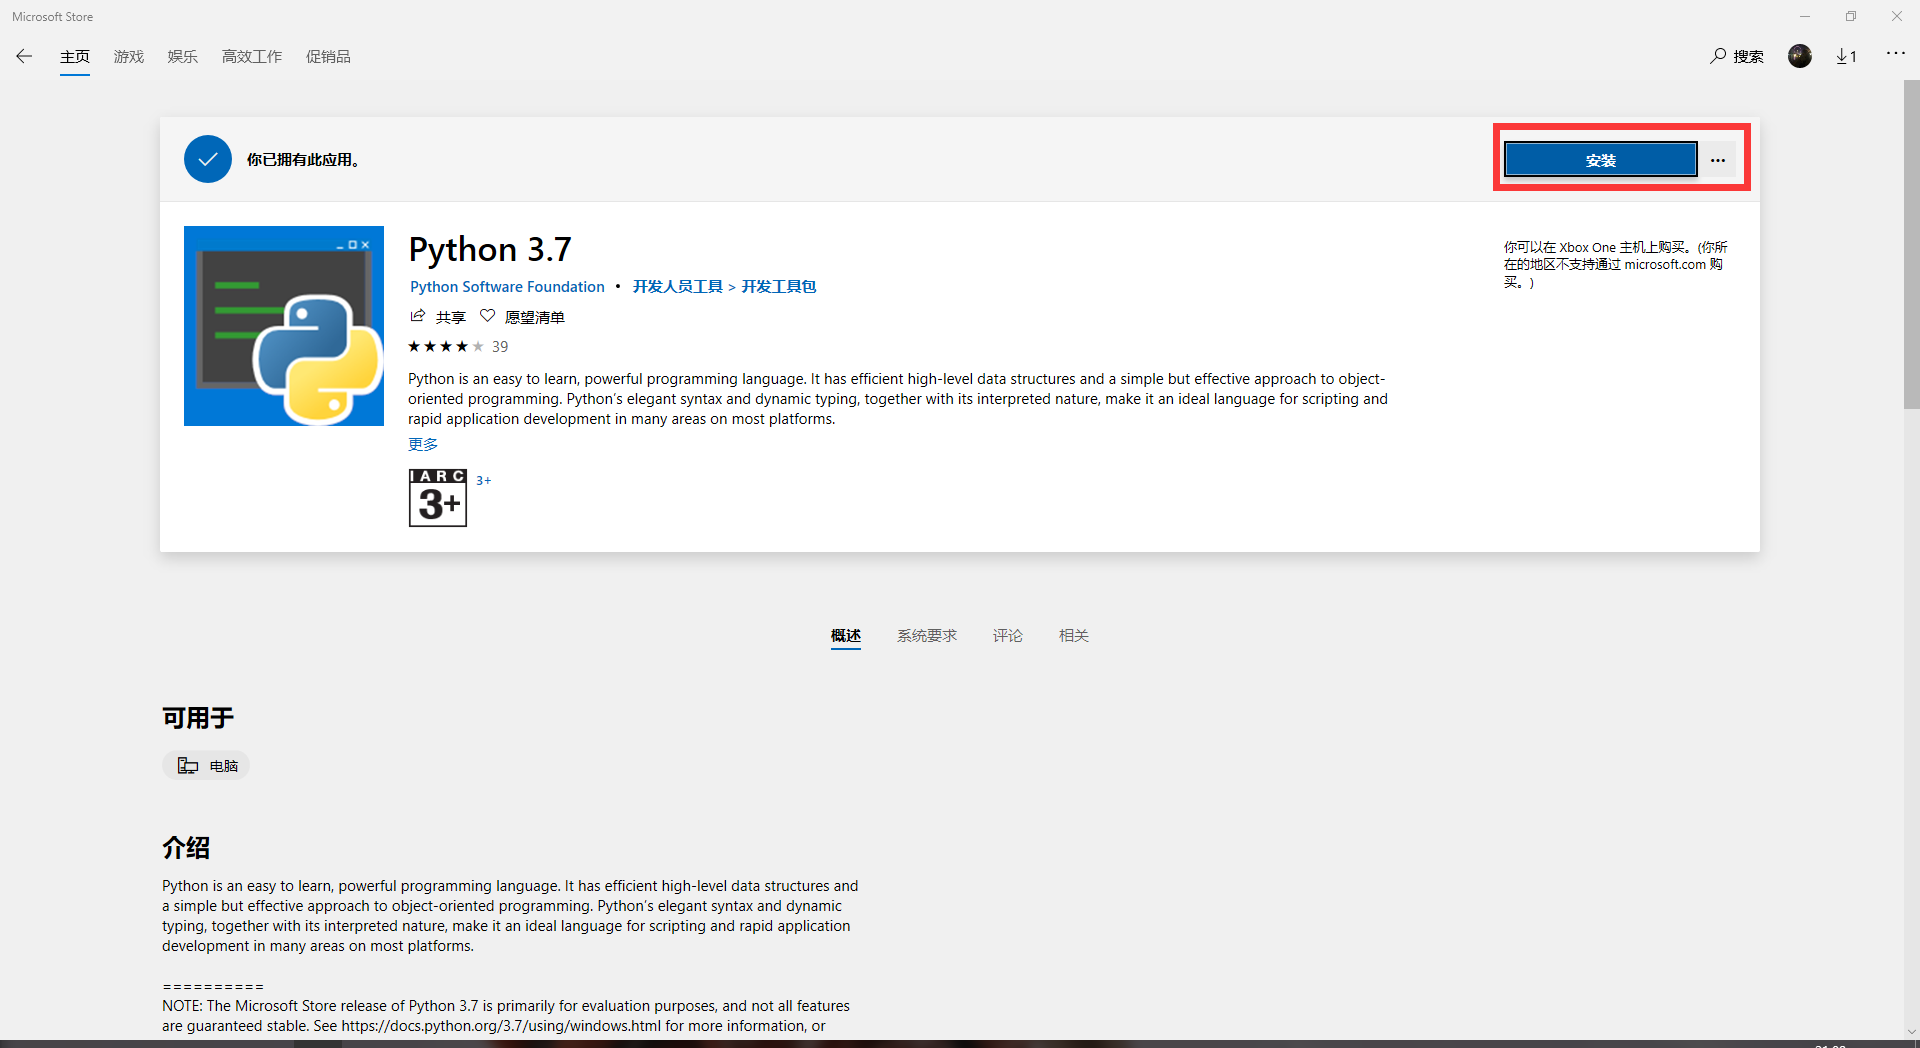 Microsoft Store
主页 游戏 娱乐 高效工作 促销品 搜索 1
你已拥有此应用。 安装
Python 3.7
Python Software Foundation • 开发人员工具 > 开发工具包
共享 愿望清单
39
你可以在 Xbox One 主机上购买。(你所
在的地区不支持通过 microsoft.com 购
买。)
Python is an easy to learn, powerful programming language. It has efficient high-level data structures and a simple but effective approach to object-
oriented programming. Python's elegant syntax and dynamic typing, together with its interpreted nature, make it an ideal language for scripting and
rapid application development in many areas on most platforms.
更多
IARC
3+
3+
概述 系统要求 评论 相关
可用于
电脑
介绍
Python is an easy to learn, powerful programming language. It has efficient high-level data structures and
a simple but effective approach to object-oriented programming. Python's elegant syntax and dynamic
typing, together with its interpreted nature, make it an ideal language for scripting and rapid application
development in many areas on most platforms.
==========
NOTE: The Microsoft Store release of Python 3.7 is primarily for evaluation purposes, and not all features
are guaranteed stable. See https://docs.python.org/3.7/using/windows.html for more information, or